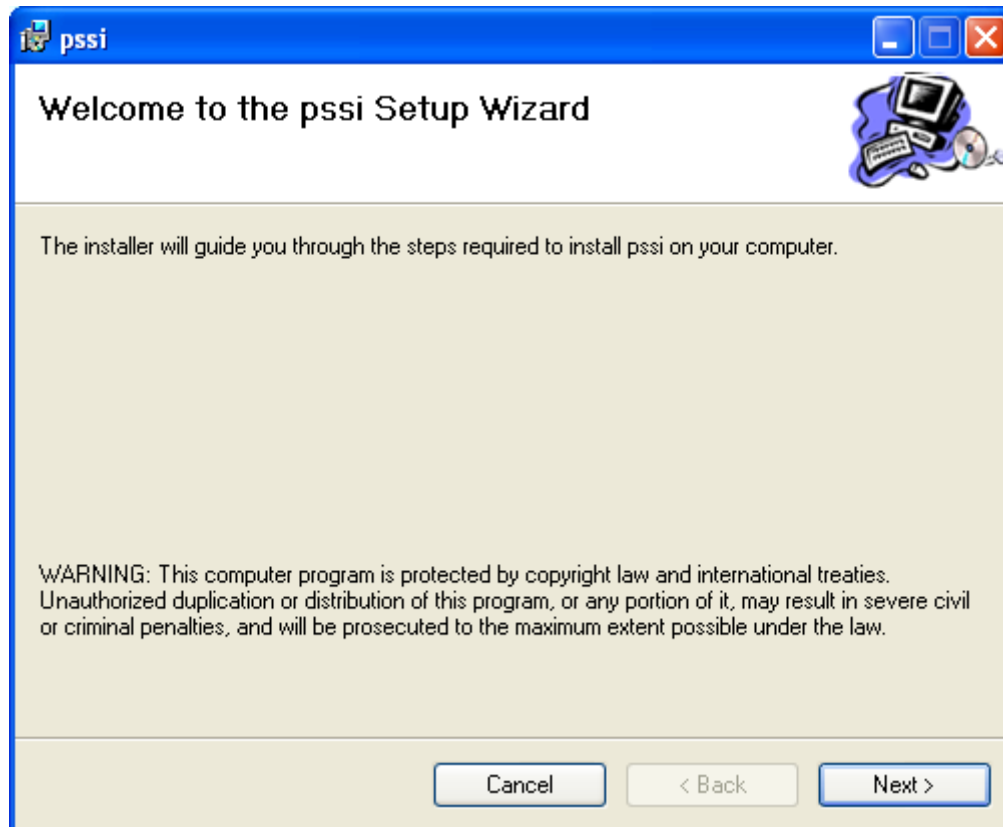 pssi
Welcome to the pssi Setup Wizard
The installer will guide you through the steps required to install pssi on your computer.
WARNING: This computer program is protected by copyright law and international treaties.
Unauthorized duplication or distribution of this program, or any portion of it, may result in severe civil
or criminal penalties, and will be prosecuted to the maximum extent possible under the law.
Cancel
< Back
Next >